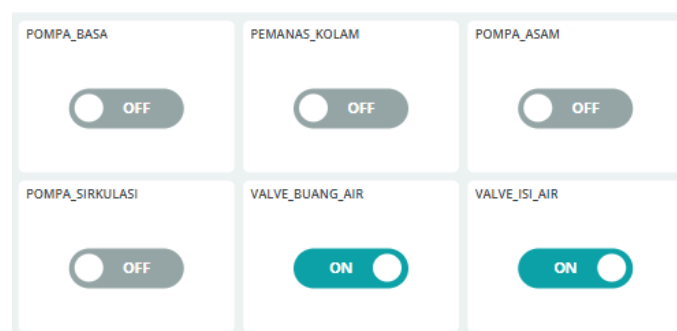 POMPA_BASA
PEMANAS_KOLAM
POMPA_ASAM
OFF
OFF
OFF
POMPA_SIRKULASI
VALVE_BUANG_AIR
VALVE_ISI_AIR
OFF
ON
ON